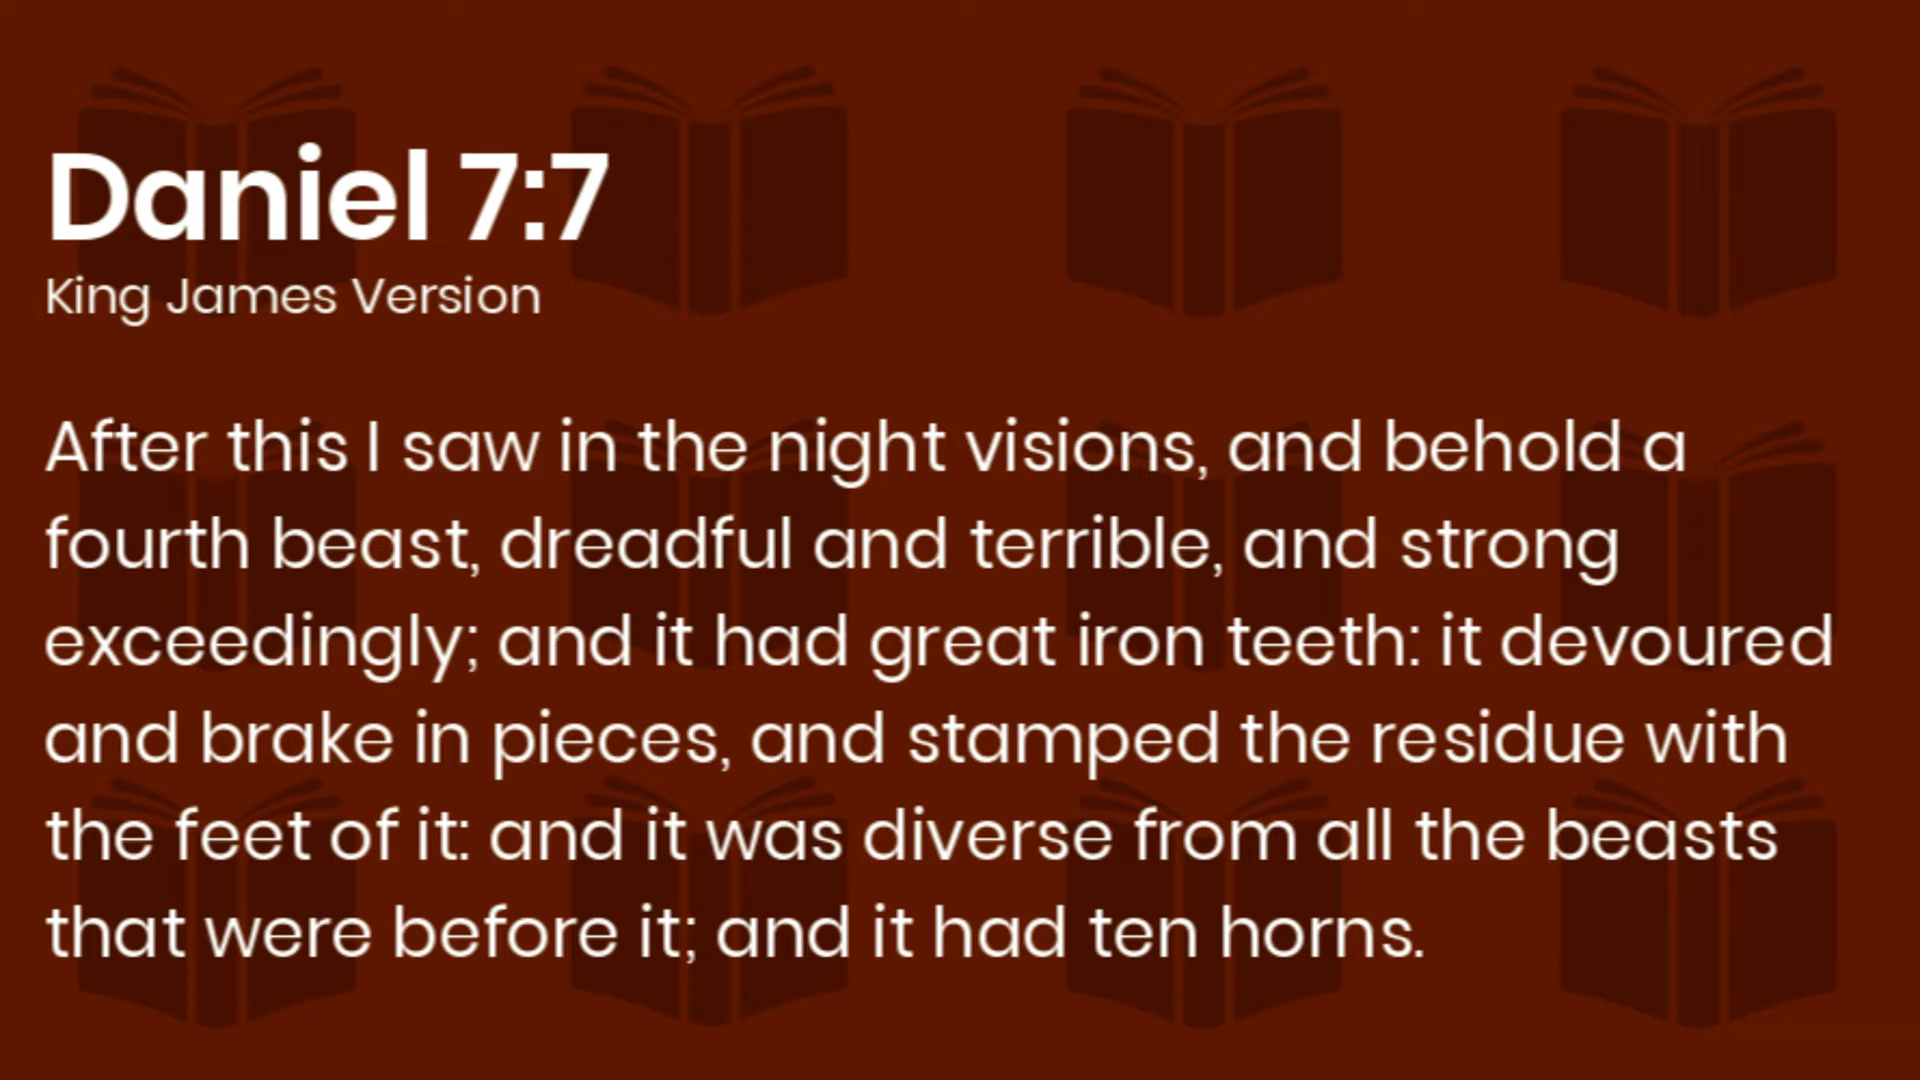 Daniel 7:7
King James Version
After this I saw in the night visions, and behold a
fourth beast, dreadful and terrible, and strong
exceedingly; and it had great iron teeth: it devoured
and brake in pieces, and stamped the residue with
the feet of it: and it was diverse from all the beasts
that were before it; and it had ten horns.